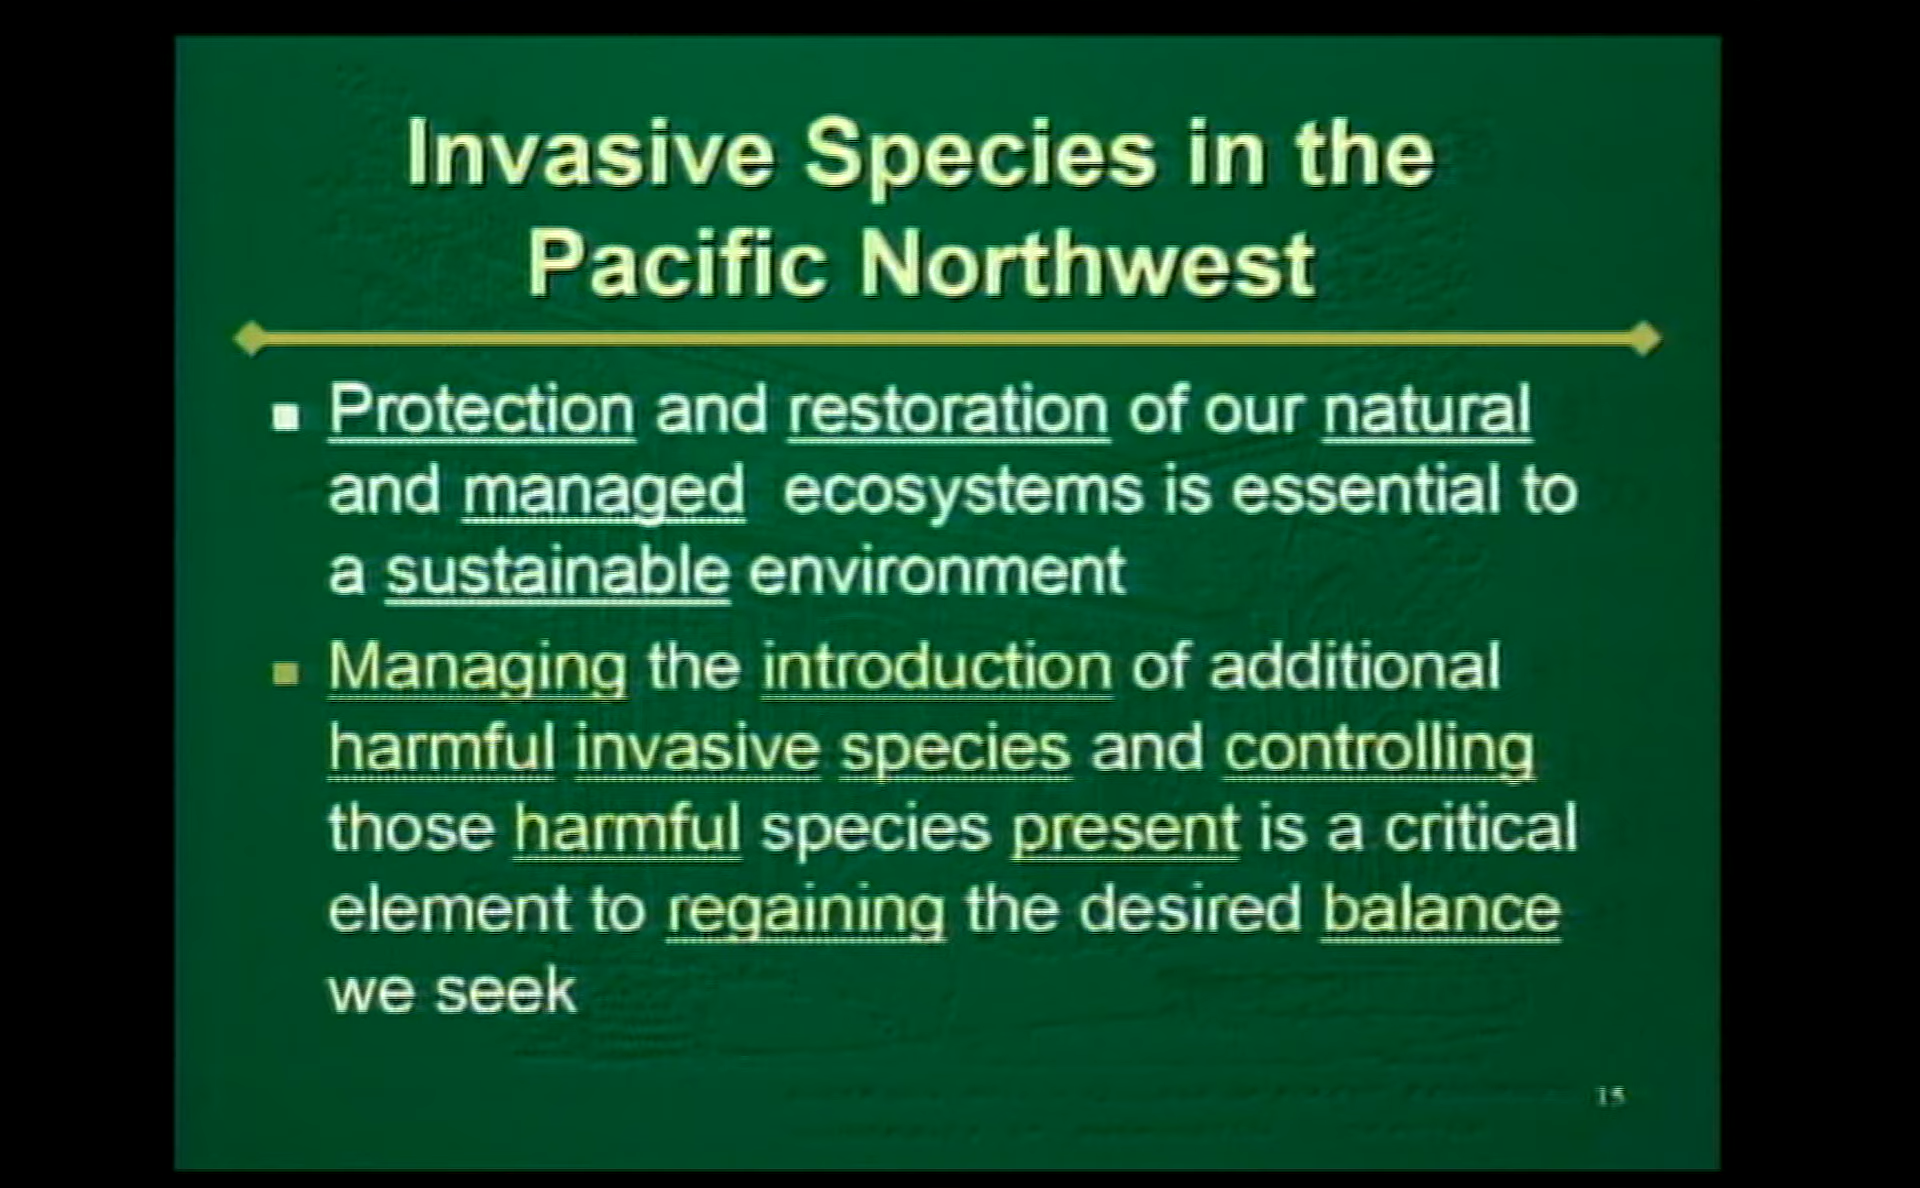 Invasive Species in the
Pacific Northwest
Protection and restoration of our natural
and managed ecosystems is essential to
a sustainable environment
Managing the introduction of additional
harmful invasive species and controlling
those harmful species present is a critical
element to regaining the desired balance
we seek
15